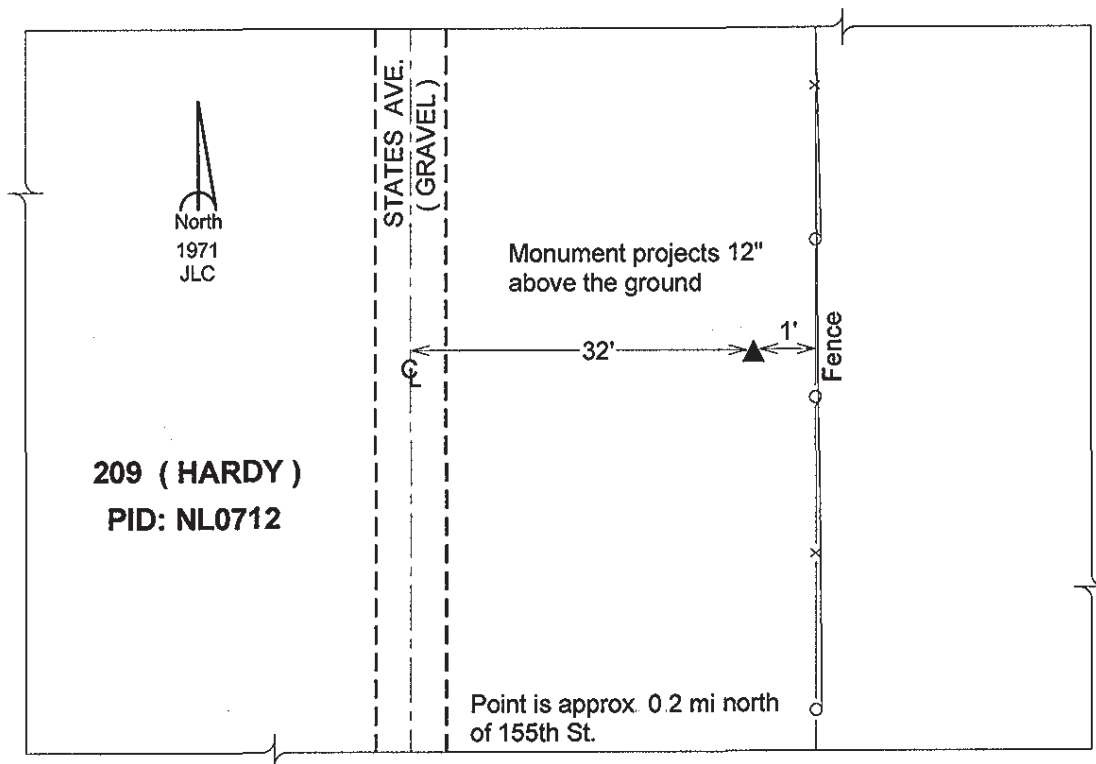 STATES AVE.
( GRAVEL )
North
1971
JLC
Monument projects 12"
above the ground
32'
1'
Fence
CL
209 ( HARDY )
PID: NL0712
Point is approx. 0.2 mi north
of 155th St.